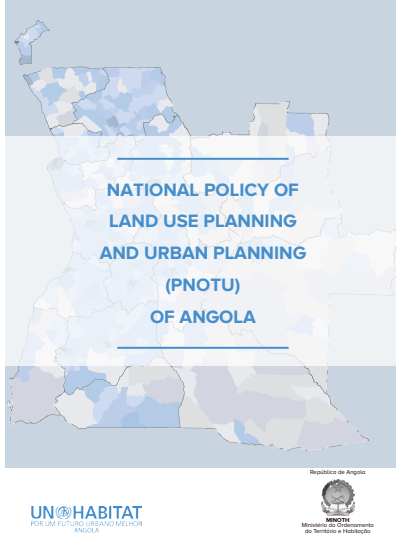 NATIONAL POLICY OF
LAND USE PLANNING
AND URBAN PLANNING
(PNOTU)
OF ANGOLA
República de Angola
UN HABITAT
POR UM FUTURO URBANO MELHOR
ANGOLA
MINOTH
Ministério do Ordenamento
do Território e Habitação